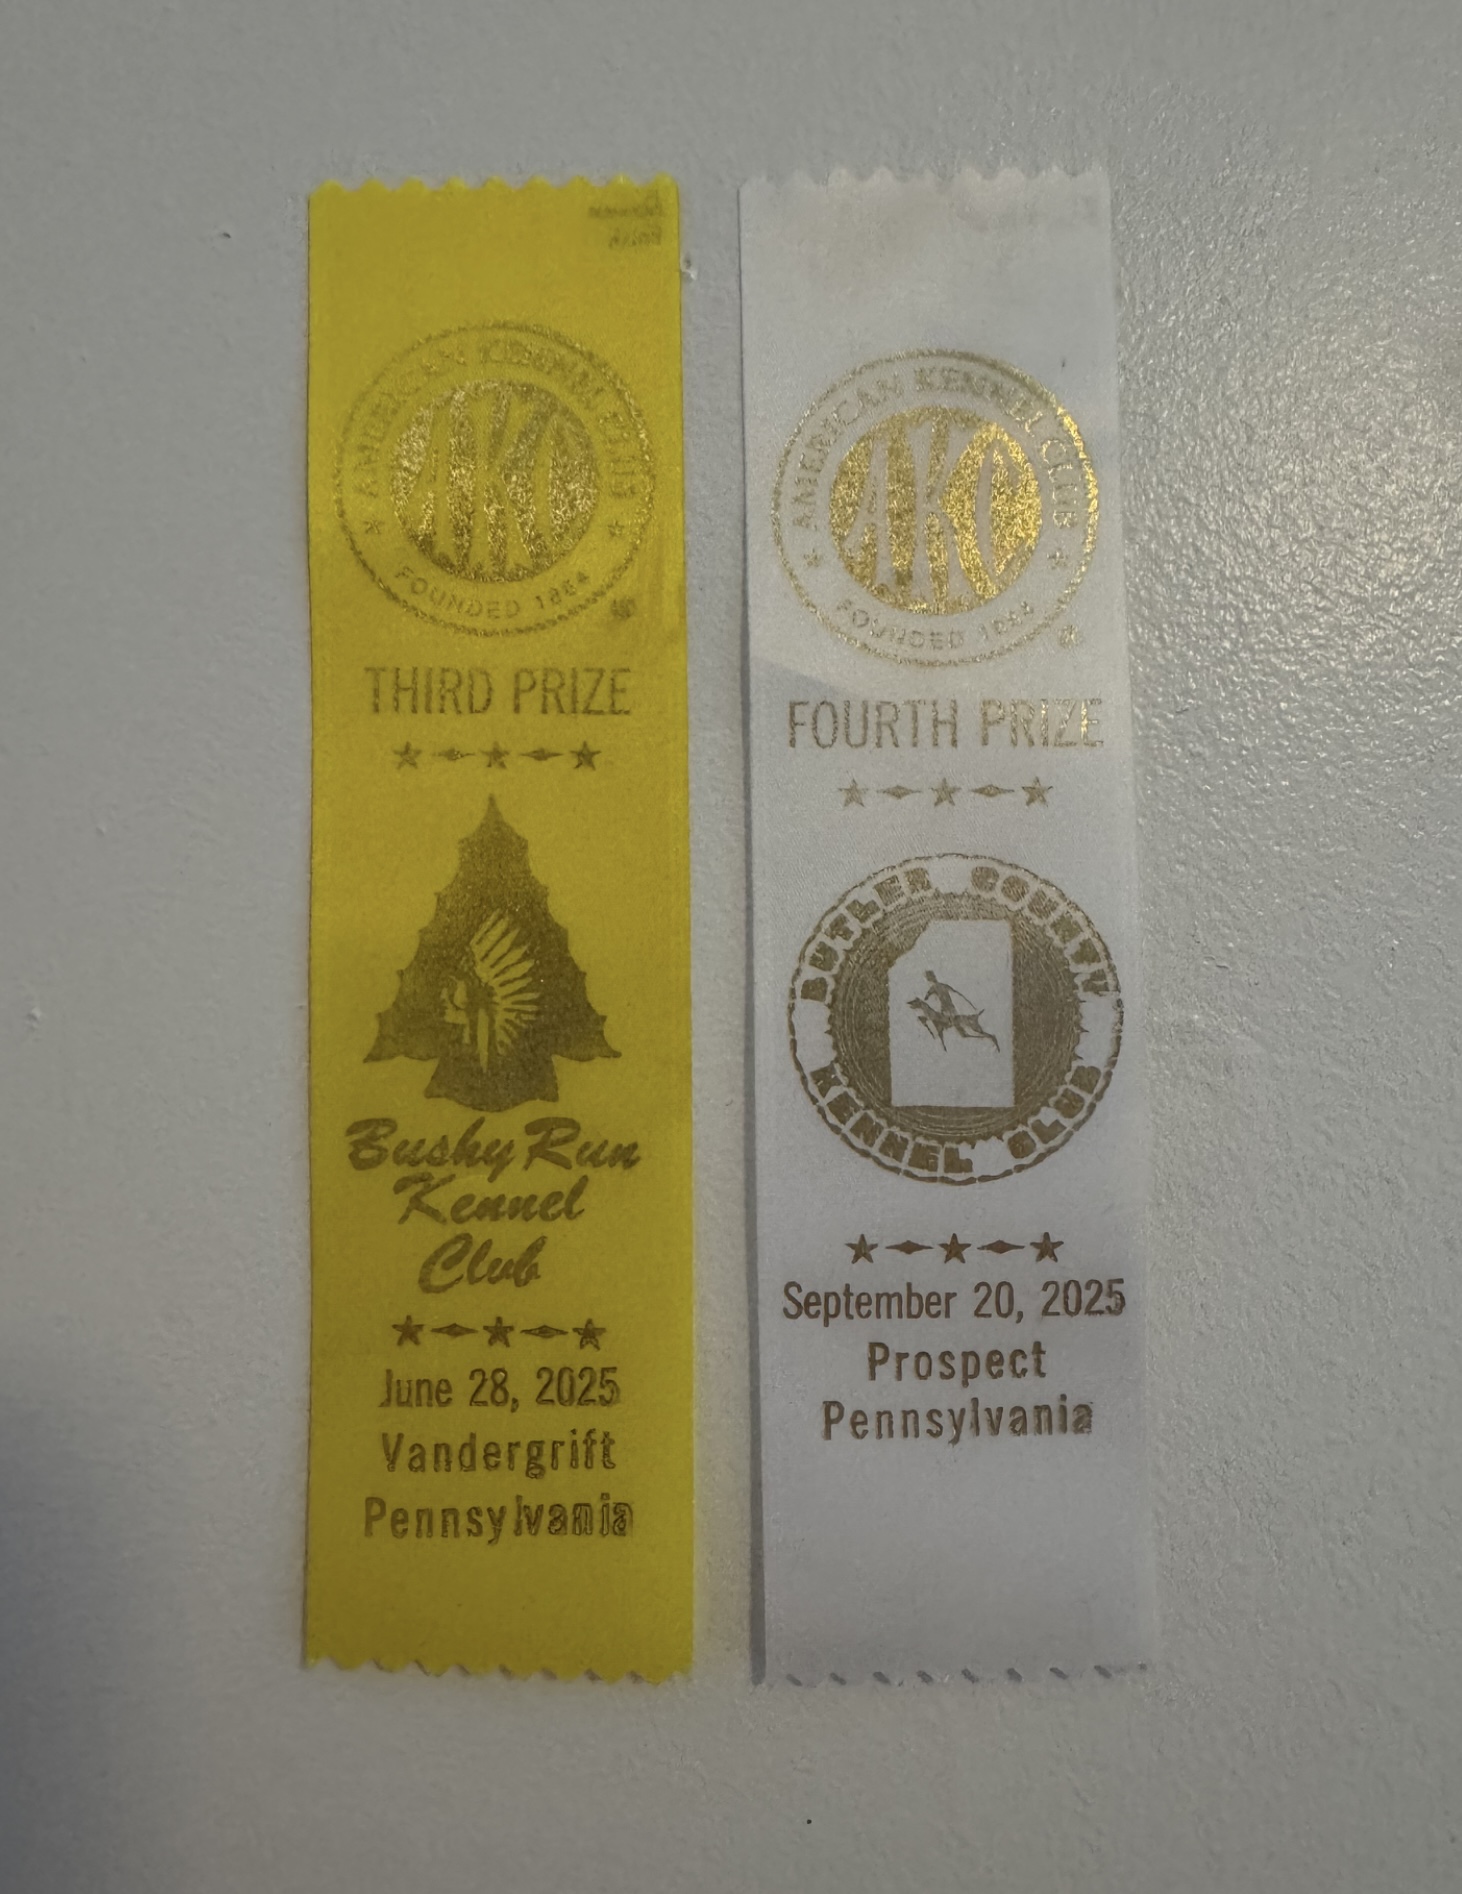 AMERICAN KENNEL CLUB
AKC
FOUNDED 1884
THIRD PRIZE
Bushy Run
Kennel
Club
June 28, 2025
Vandergrift
Pennsylvania
AMERICAN KENNEL CLUB
AKC
FOUNDED 1884
®
FOURTH PRIZE
BUTLER COUNTY
KENNEL CLUB
September 20, 2025
Prospect
Pennsylvania